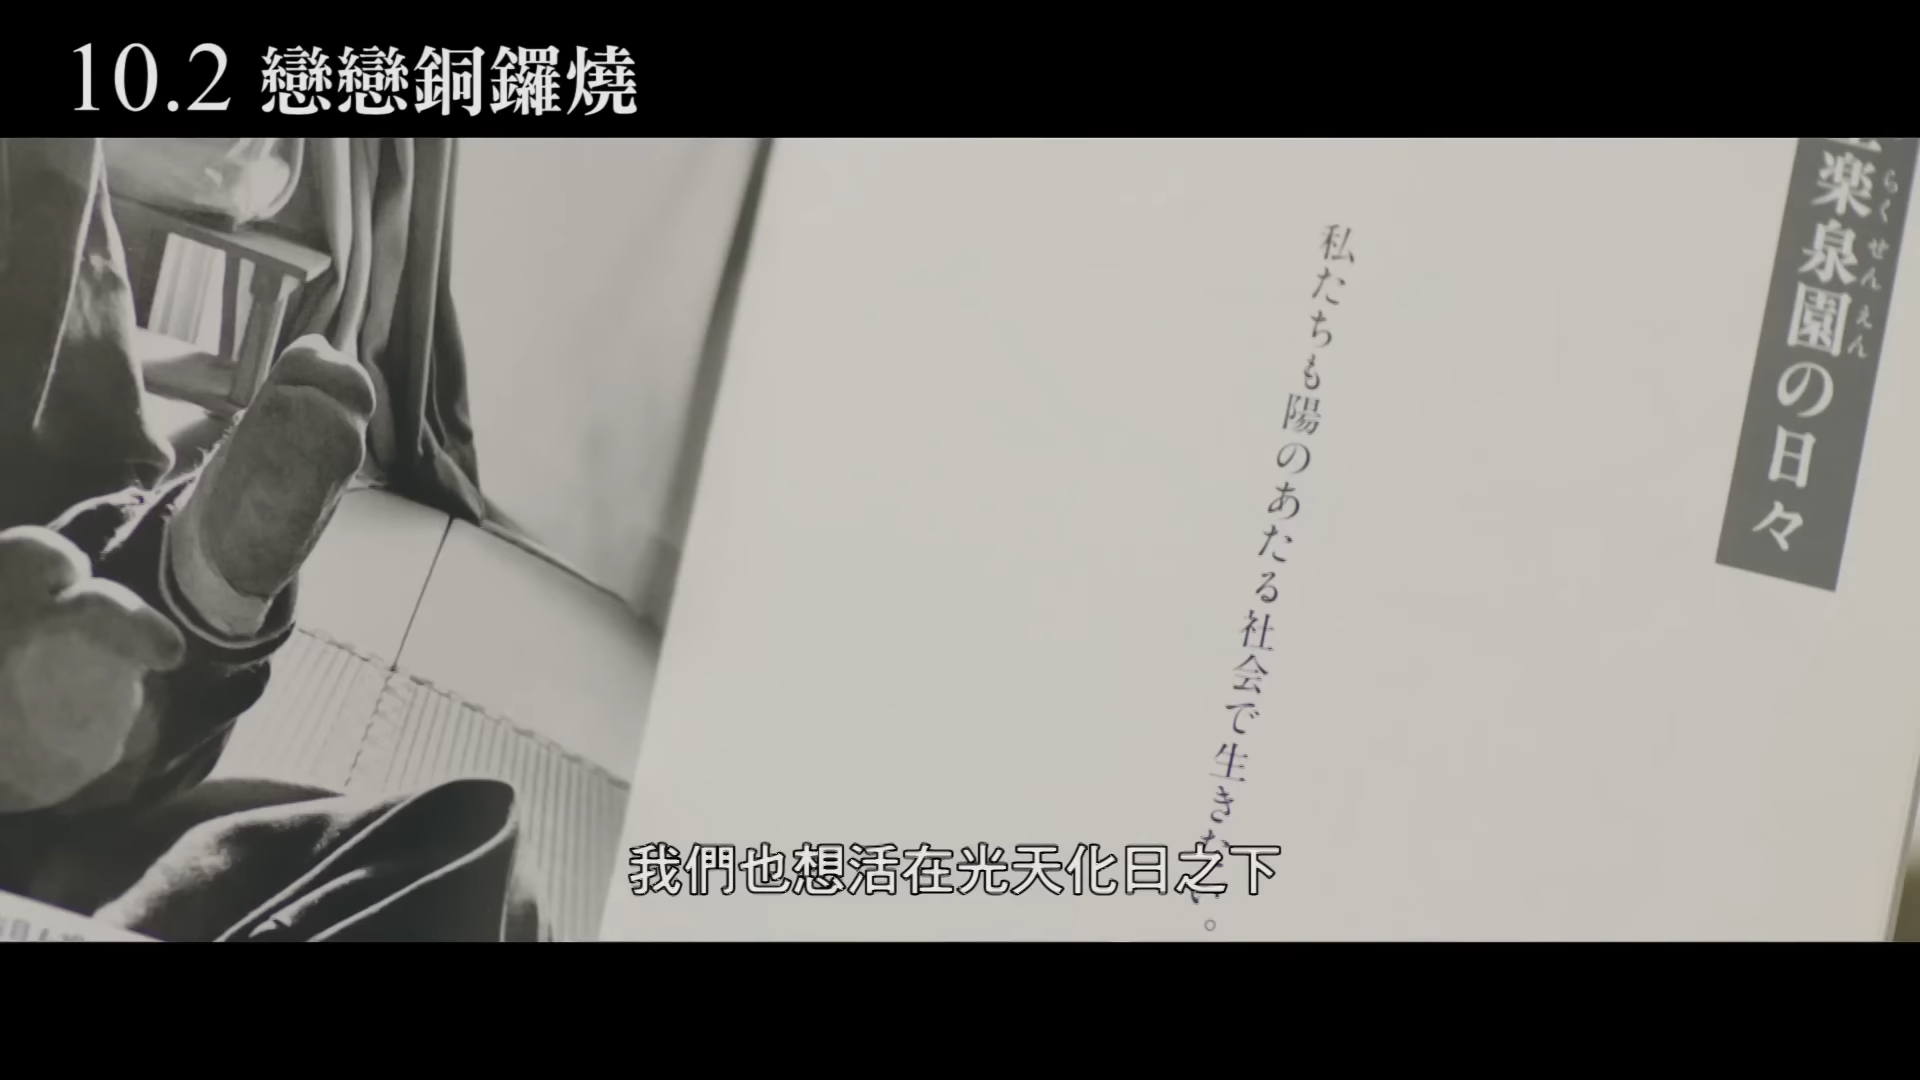 10.2 戀戀銅鑼燒
楽泉園の日々
らくせんえん
私たちも陽のあたる社会で生きたい。
我們也想活在光天化日之下